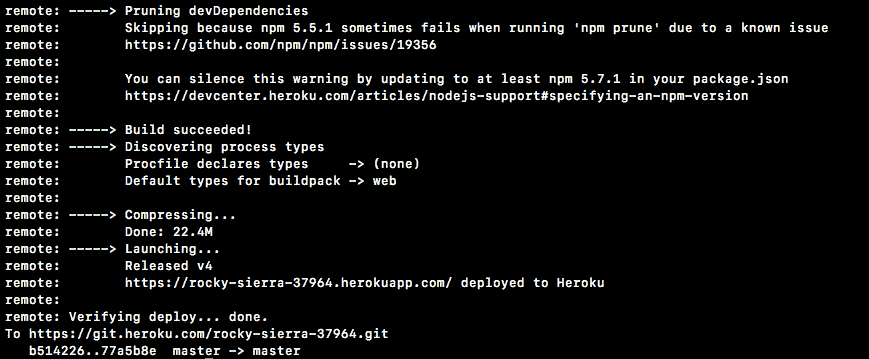 remote: -----> Pruning devDependencies
remote:        Skipping because npm 5.5.1 sometimes fails when running 'npm prune' due to a known issue
remote:        https://github.com/npm/npm/issues/19356
remote:
remote:        You can silence this warning by updating to at least npm 5.7.1 in your package.json
remote:        https://devcenter.heroku.com/articles/nodejs-support#specifying-an-npm-version
remote:
remote: -----> Build succeeded!
remote: -----> Discovering process types
remote:        Procfile declares types     -> (none)
remote:        Default types for buildpack -> web
remote:
remote: -----> Compressing...
remote:        Done: 22.4M
remote: -----> Launching...
remote:        Released v4
remote:        https://rocky-sierra-37964.herokuapp.com/ deployed to Heroku
remote:
remote: Verifying deploy... done.
To https://git.heroku.com/rocky-sierra-37964.git
   b514226..77a5b8e  master -> master